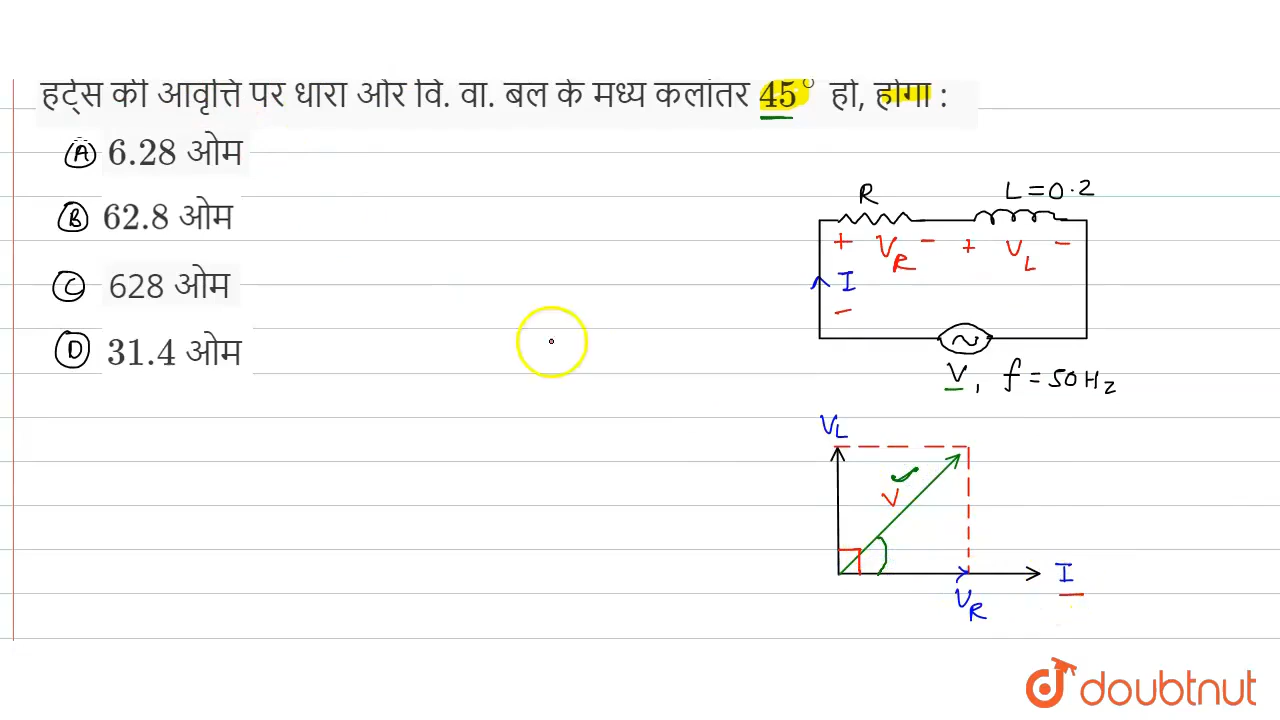 हर्ट्स की आवृत्ति पर धारा और वि. वा. बल के मध्य कलांतर 45° हो, होगा :
A 6.28 ओम
B 62.8 ओम
C 628 ओम
D 31.4 ओम
R L = 0.2
+ V_R - + V_L -
I
-
V, f = 50 Hz
V_L
V
I
V_R
doubtnut